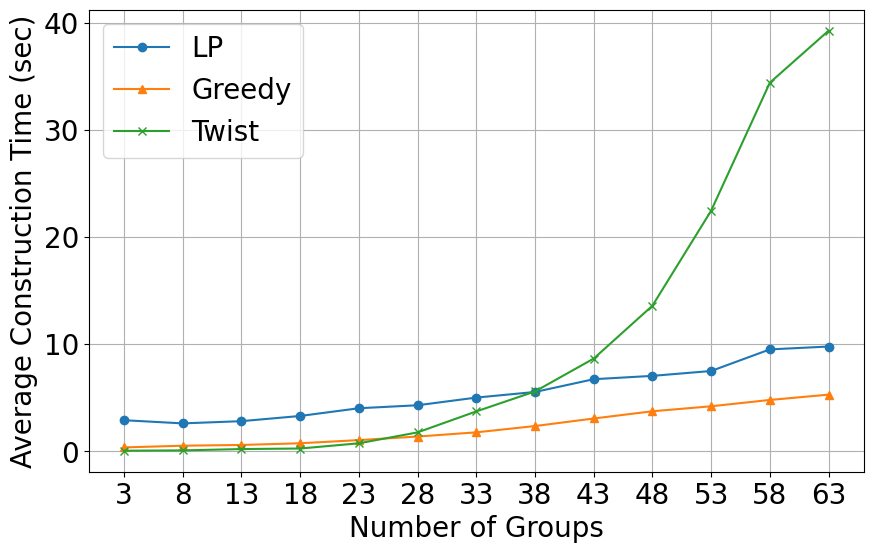 Average Construction Time (sec)
40
30
20
10
0
LP
Greedy
Twist
3 8 13 18 23 28 33 38 43 48 53 58 63
Number of Groups